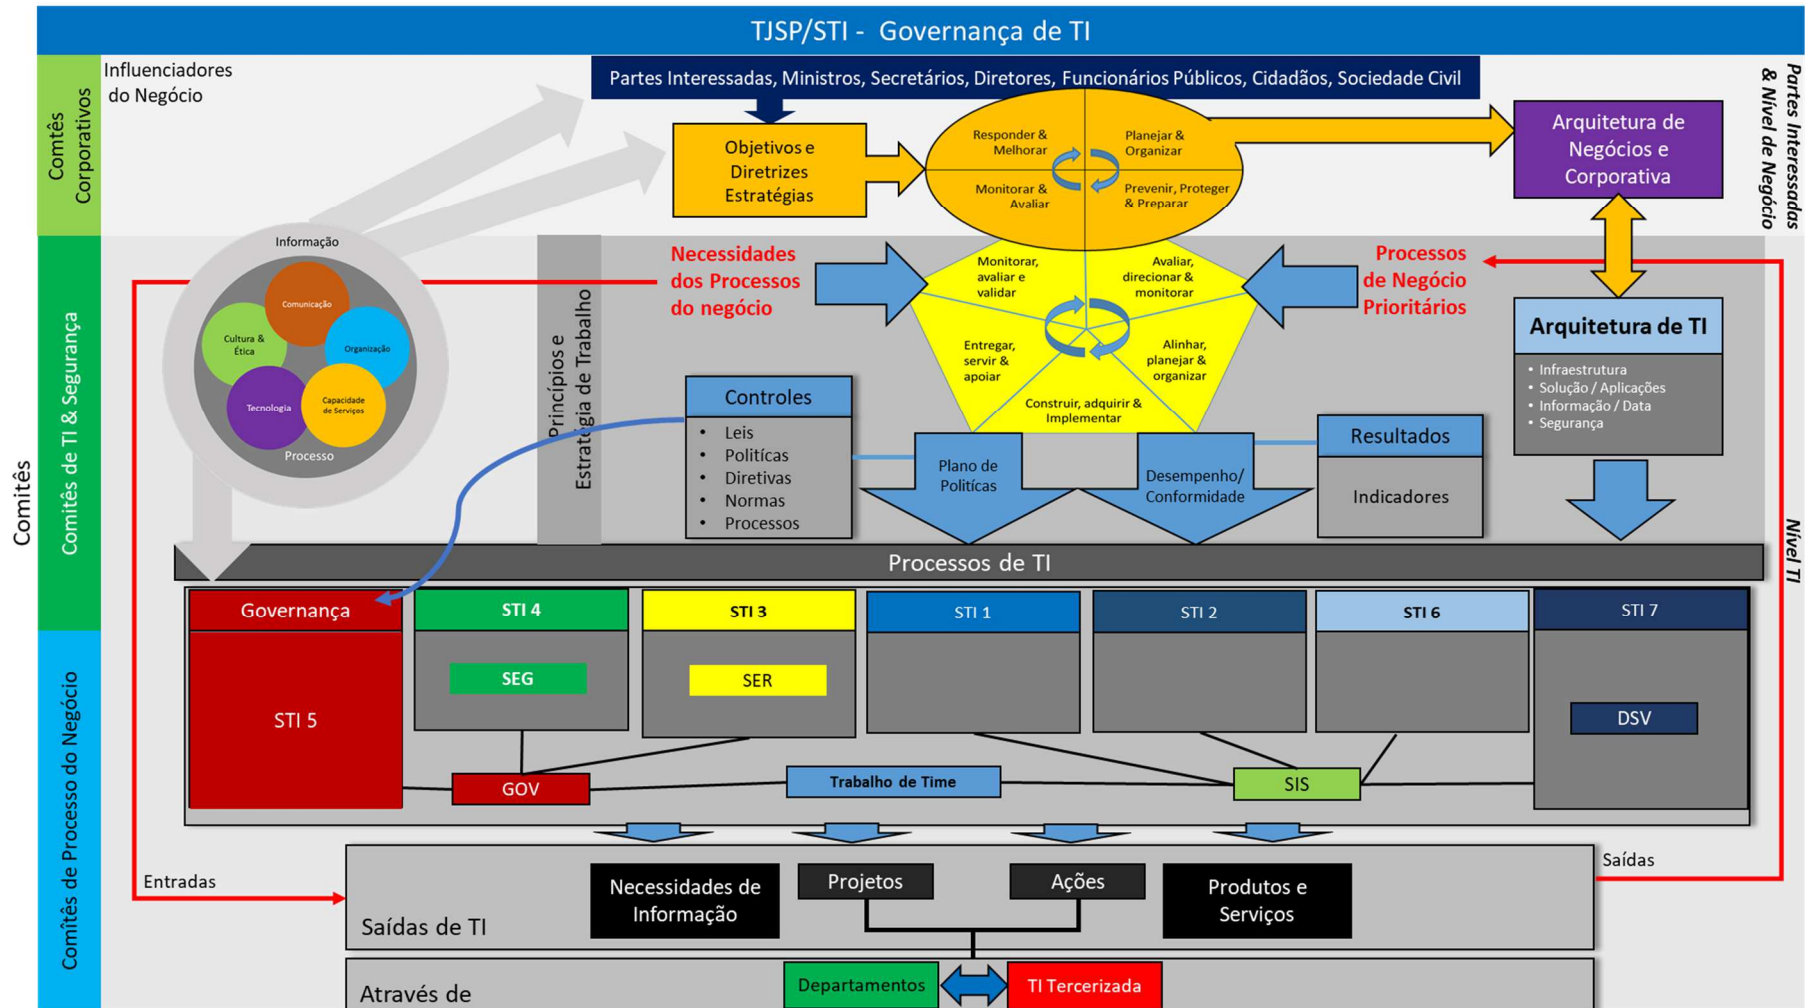 TJSP/STI - Governança de TI
Influenciadores
do Negócio
Partes Interessadas, Ministros, Secretários, Diretores, Funcionários Públicos, Cidadãos, Sociedade Civil
Partes Interessadas
& Nível de Negócio
Comtês
Corporativos
Objetivos e
Diretrizes
Estratégias
Responder &
Melhorar
Planejar &
Organizar
Monitorar &
Avaliar
Prevenir, Proteger
& Preparar
Arquitetura de
Negócios e
Corporativa
Informação
Comunicação
Cultura &
Ética
Organização
Tecnologia
Capacidade
de Serviços
Processo
Comitês
Comitês de TI & Segurança
Princípios e
Estratégia de Trabalho
Necessidades
dos Processos
do negócio
Monitorar,
avaliar e
validar
Avaliar,
direcionar &
monitorar
Entregar,
servir &
apoiar
Alinhar,
planejar &
organizar
Construir, adquirir &
Implementar
Processos
de Negócio
Prioritários
Arquitetura de TI
• Infraestrutura
• Solução / Aplicações
• Informação / Data
• Segurança
Controles
• Leis
• Politícas
• Diretivas
• Normas
• Processos
Plano de
Politícas
Desempenho/
Conformidade
Resultados
Indicadores
Nível TI
Processos de TI
Governança
STI 4
STI 3
STI 1
STI 2
STI 6
STI 7
STI 5
SEG
SER
DSV
GOV
Trabalho de Time
SIS
Comîtês de Processo do Negócio
Entradas
Saídas
Saídas de TI
Necessidades de
Informação
Projetos
Ações
Produtos e
Serviços
Através de
Departamentos
TI Tercerizada